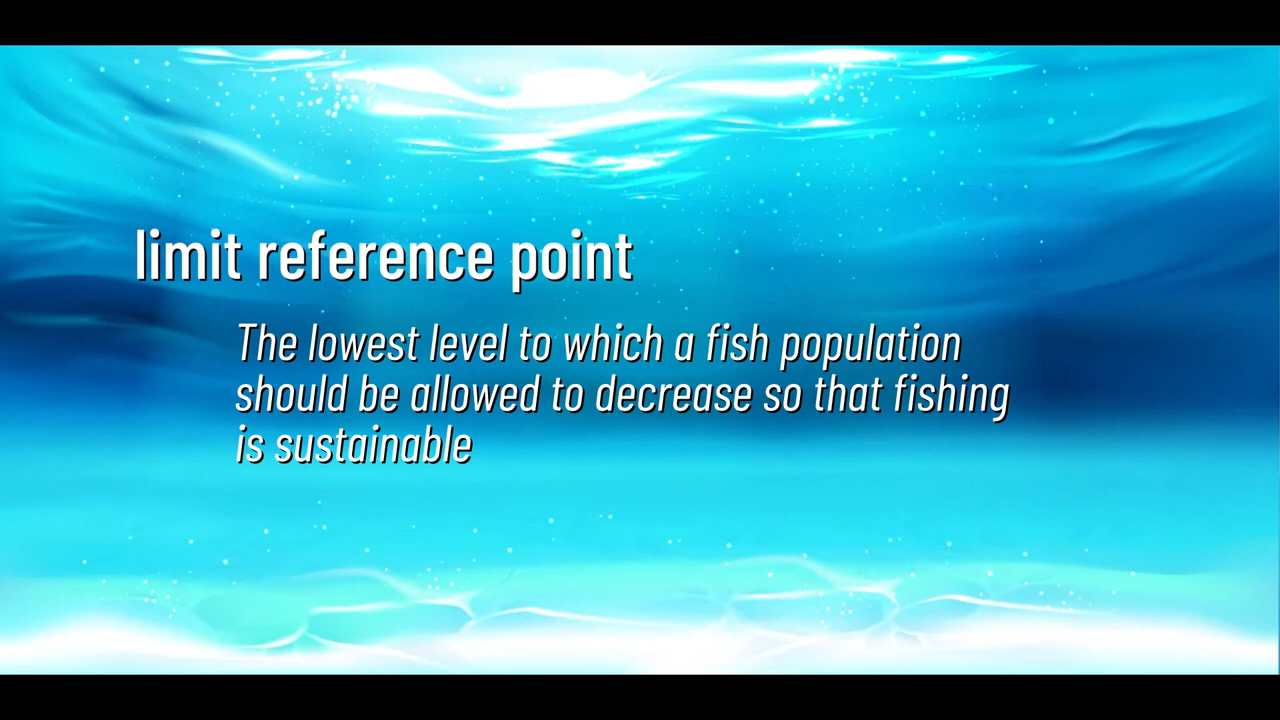 limit reference point
The lowest level to which a fish population
should be allowed to decrease so that fishing
is sustainable